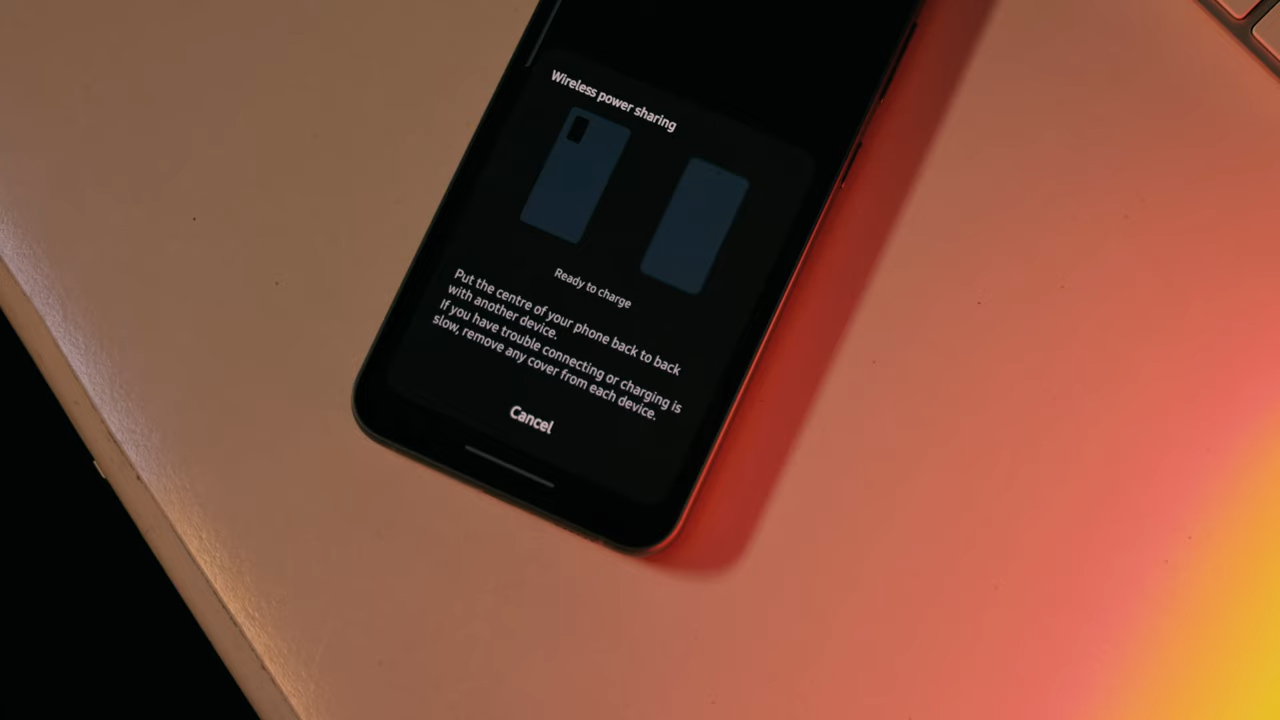 Wireless power sharing
Ready to charge
Put the centre of your phone back to back
with another device.
If you have trouble connecting or charging is
slow, remove any cover from each device.
Cancel